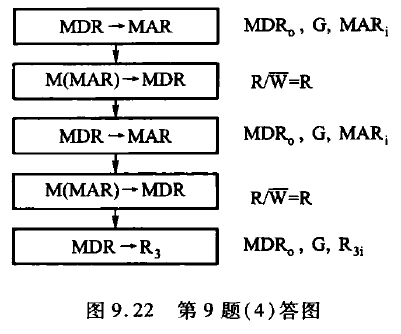 MDR→MAR MDRₒ, G, MARᵢ
M(MAR)→MDR R/W̅=R
MDR→MAR MDRₒ, G, MARᵢ
M(MAR)→MDR R/W̅=R
MDR→R₃ MDRₒ, G, R₃ᵢ
图 9.22 第 9 题(4)答图